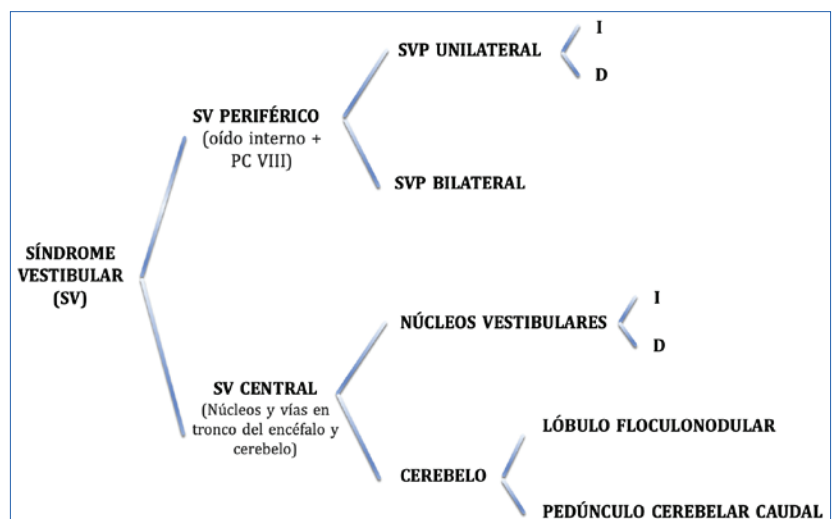 SÍNDROME
VESTIBULAR
(SV)
SV PERIFÉRICO
(oído interno +
PC VIII)
SVP UNILATERAL
I
D
SVP BILATERAL
SV CENTRAL
(Núcleos y vías en
tronco del encéfalo y
cerebelo)
NÚCLEOS VESTIBULARES
I
D
CEREBELO
LÓBULO FLOCULONODULAR
PEDÚNCULO CEREBELAR CAUDAL